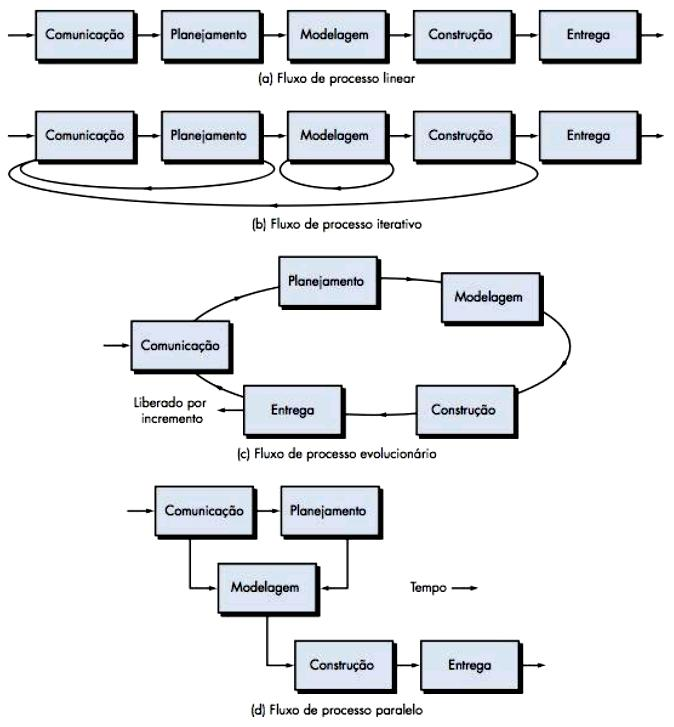 Comunicação Planejamento Modelagem Construção Entrega
(a) Fluxo de processo linear
Comunicação Planejamento Modelagem Construção Entrega
(b) Fluxo de processo iterativo
Planejamento
Modelagem
Comunicação
Liberado por
incremento
Entrega
Construção
(c) Fluxo de processo evolucionário
Comunicação Planejamento
Modelagem
Tempo
Construção Entrega
(d) Fluxo de processo paralelo